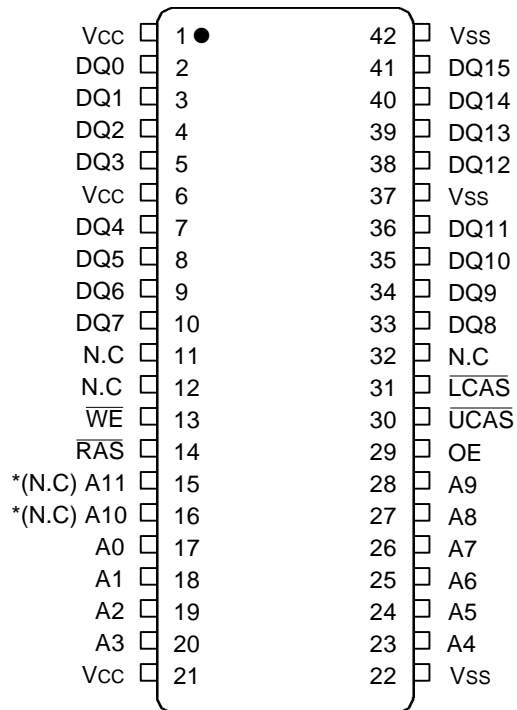 Vcc 1 42 Vss
DQ0 2 41 DQ15
DQ1 3 40 DQ14
DQ2 4 39 DQ13
DQ3 5 38 DQ12
Vcc 6 37 Vss
DQ4 7 36 DQ11
DQ5 8 35 DQ10
DQ6 9 34 DQ9
DQ7 10 33 DQ8
N.C 11 32 N.C
N.C 12 31 L̅C̅A̅S̅
W̅E̅ 13 30 U̅C̅A̅S̅
R̅A̅S̅ 14 29 OE
*(N.C) A11 15 28 A9
*(N.C) A10 16 27 A8
A0 17 26 A7
A1 18 25 A6
A2 19 24 A5
A3 20 23 A4
Vcc 21 22 Vss